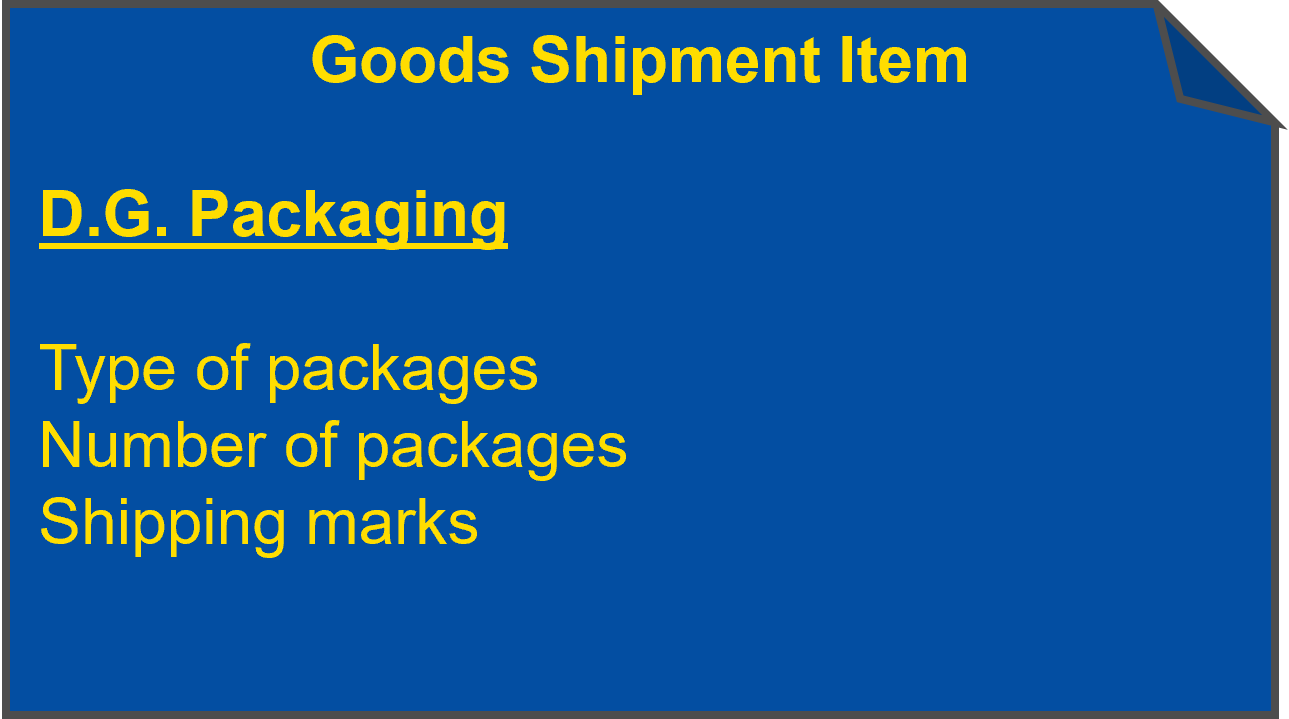 Goods Shipment Item
D.G. Packaging
Type of packages
Number of packages
Shipping marks